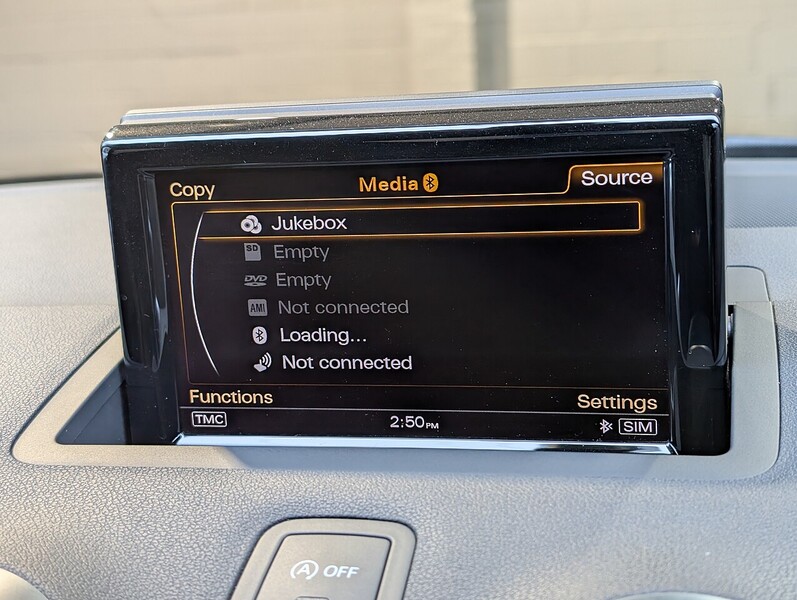 Copy
Media
Source
Jukebox
SD Empty
DVD Empty
AMI Not connected
Loading...
Not connected
Functions
Settings
TMC
2:50PM
SIM
A OFF